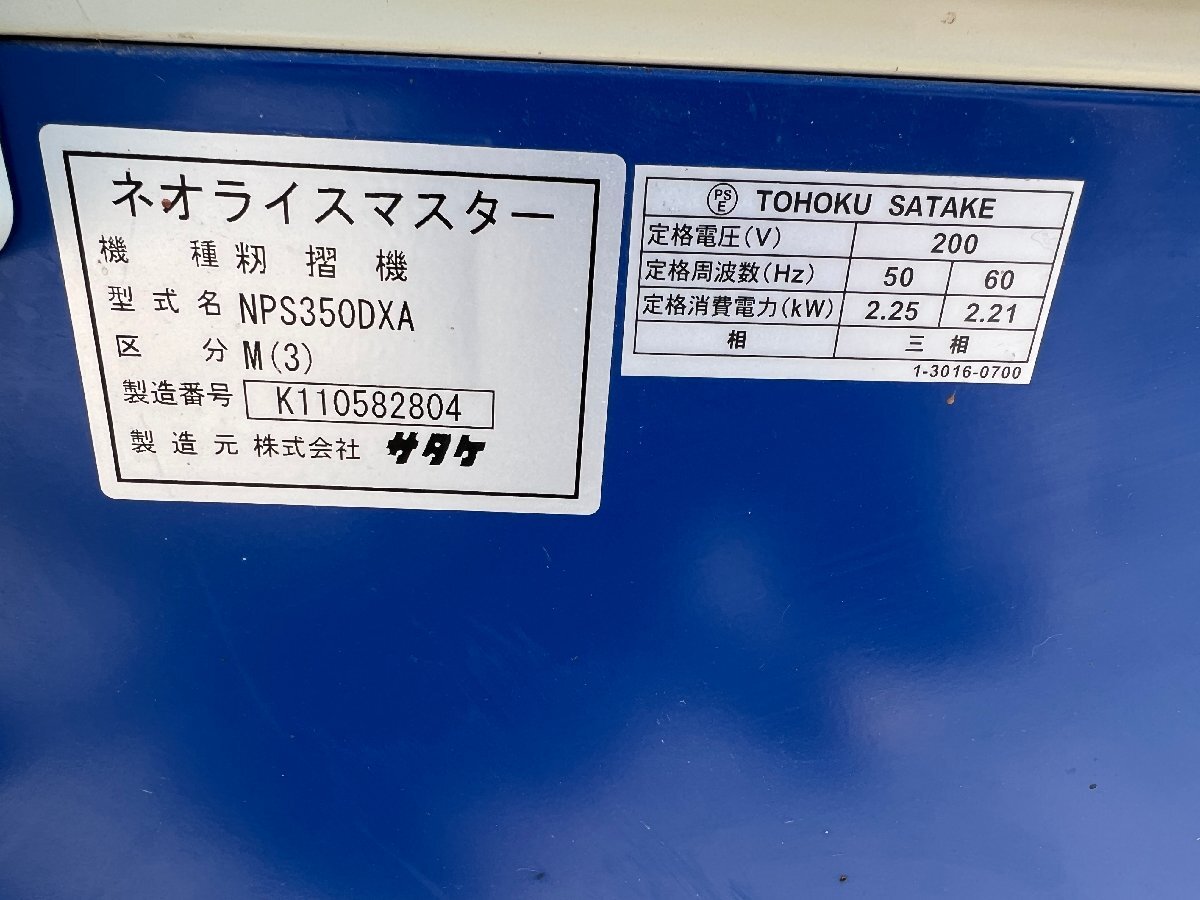 ネオライスマスター
機種 籾摺機
型式名 NPS350DXA
区分 M(3)
製造番号 K110582804
製造元 株式会社 サタケ
PSE TOHOKU SATAKE
定格電圧(V) 200
定格周波数(Hz) 50 60
定格消費電力(kW) 2.25 2.21
相 三相
1-3016-0700